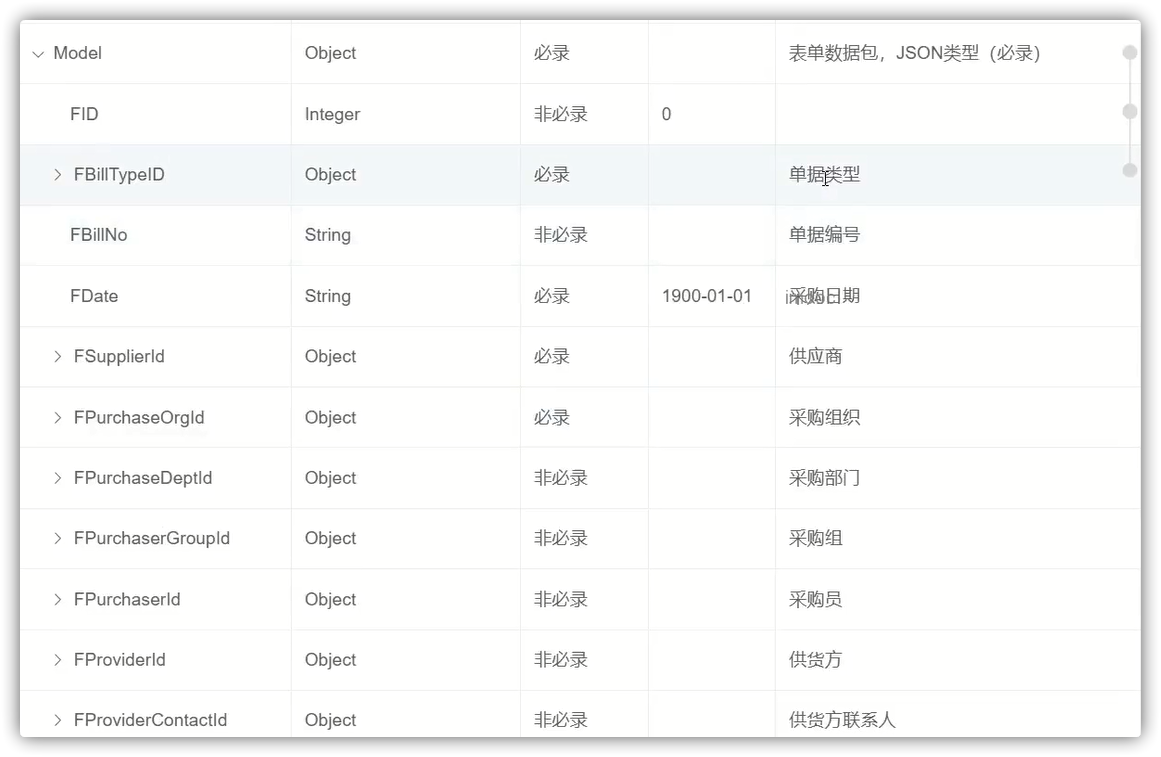 Model Object 必录 表单数据包，JSON类型（必录）
FID Integer 非必录 0
FBillTypeID Object 必录 单据类型
FBillNo String 非必录 单据编号
FDate String 必录 1900-01-01 采购日期
FSupplierId Object 必录 供应商
FPurchaseOrgId Object 必录 采购组织
FPurchaseDeptId Object 非必录 采购部门
FPurchaserGroupId Object 非必录 采购组
FPurchaserId Object 非必录 采购员
FProviderId Object 非必录 供货方
FProviderContactId Object 非必录 供货方联系人